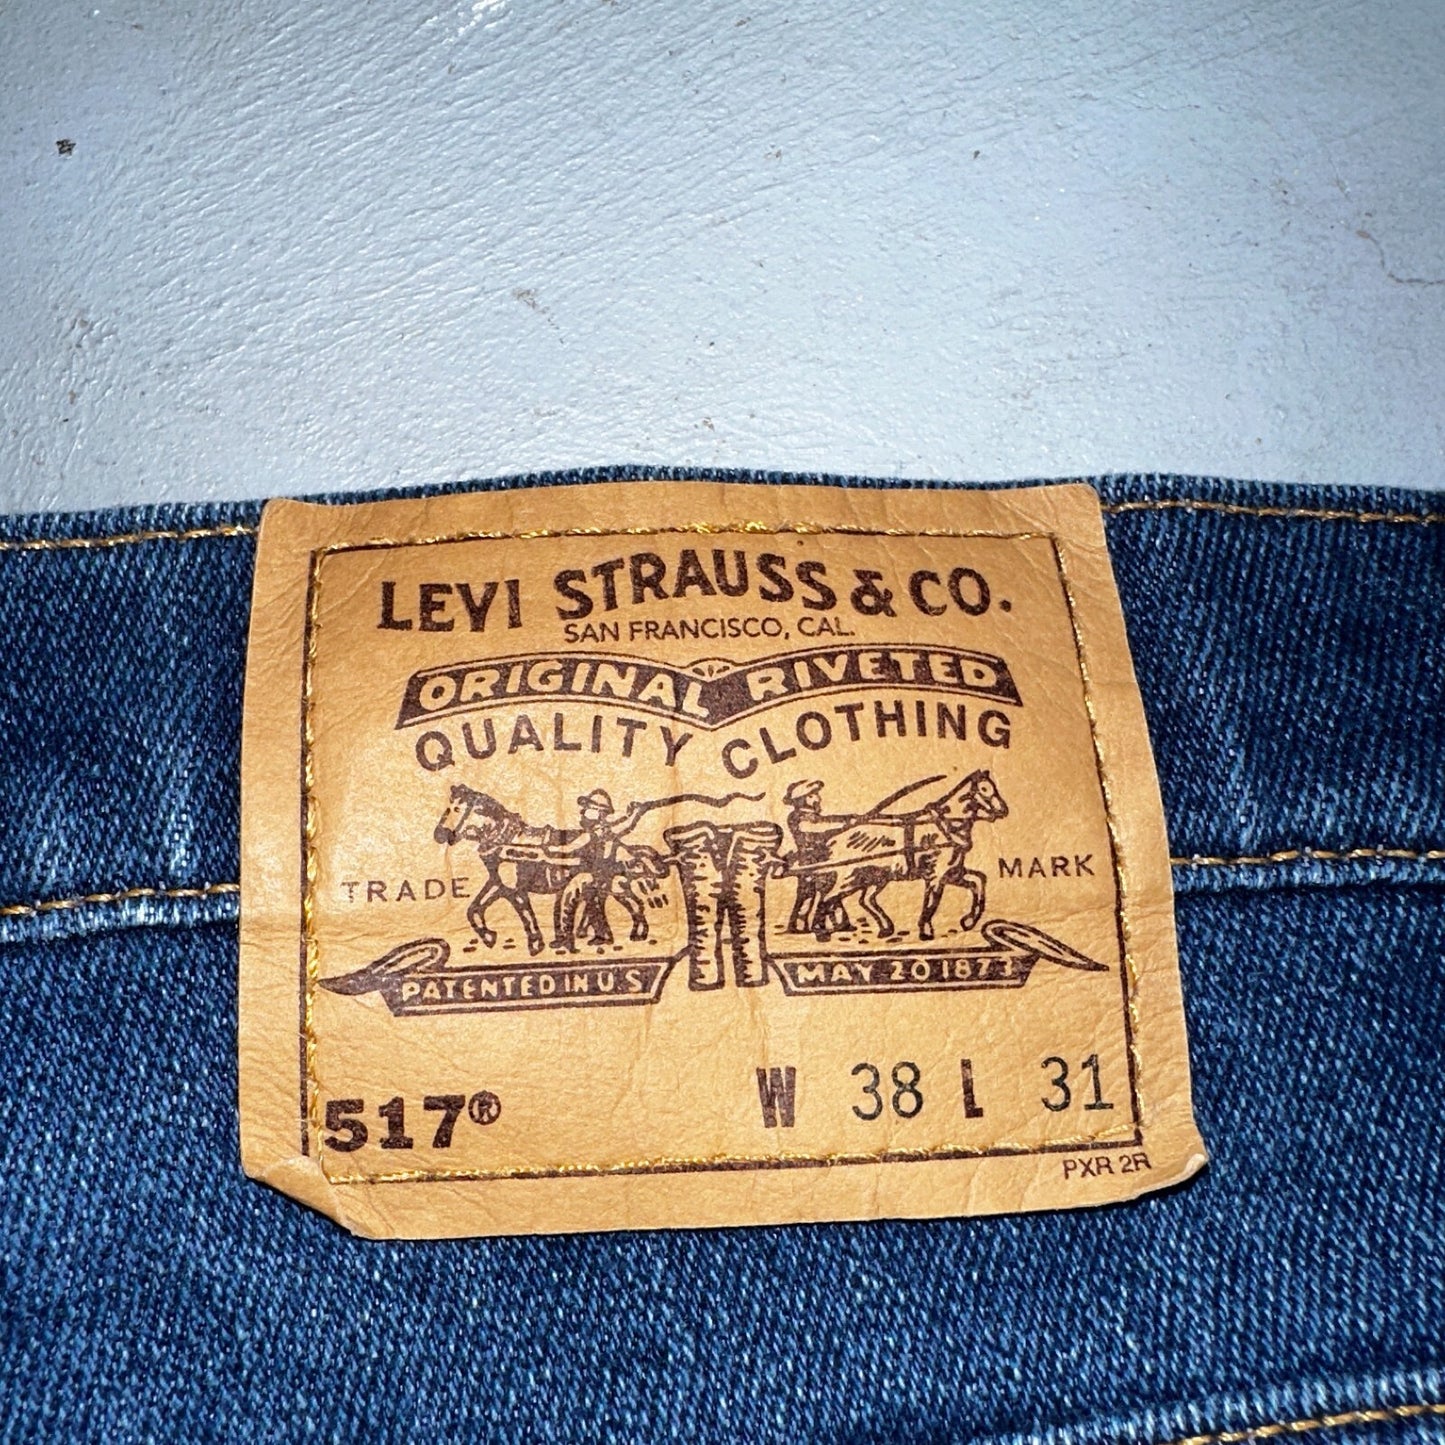 LEVI STRAUSS & CO.
SAN FRANCISCO, CAL.
ORIGINAL RIVETED
QUALITY CLOTHING
TRADE MARK
PATENTED IN U.S MAY 20 1873
517® W 38 L 31
PXR 2R